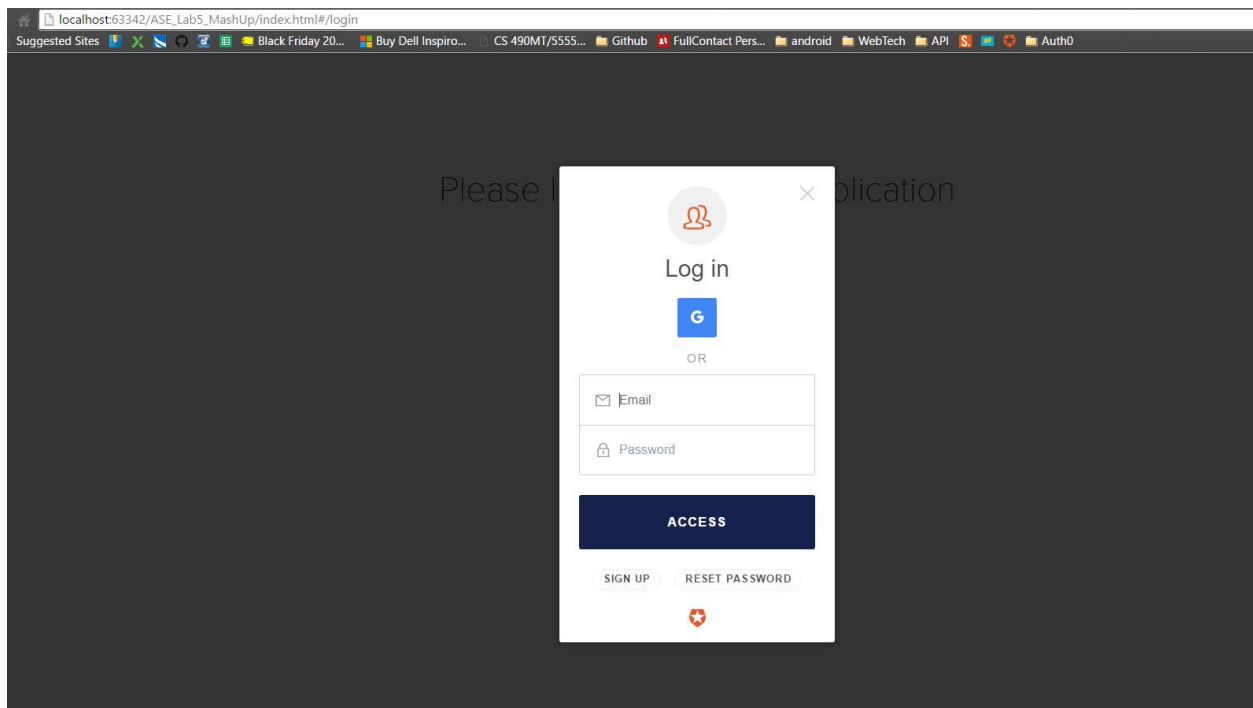 localhost:63342/ASE_Lab5_MashUp/index.html#/login
Suggested Sites Black Friday 20... Buy Dell Inspiro... CS 490MT/5555... Github FullContact Pers... android WebTech API S. Auth0
Please l plication
Log in
G
OR
Email
Password
ACCESS
SIGN UP RESET PASSWORD